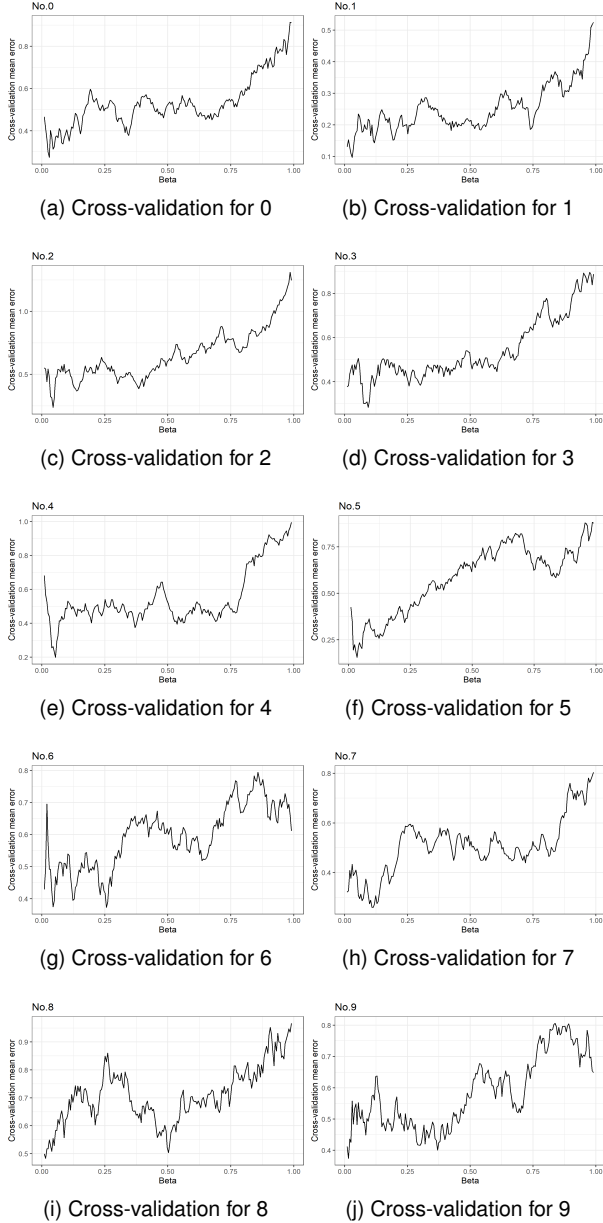 No.0
Cross-validation mean error
0.8
0.6
0.4
0.00 0.25 0.50 0.75 1.00
Beta
(a) Cross-validation for 0
No.1
Cross-validation mean error
0.5
0.4
0.3
0.2
0.1
0.00 0.25 0.50 0.75 1.00
Beta
(b) Cross-validation for 1
No.2
Cross-validation mean error
1.0
0.5
0.00 0.25 0.50 0.75 1.00
Beta
(c) Cross-validation for 2
No.3
Cross-validation mean error
0.8
0.6
0.4
0.00 0.25 0.50 0.75 1.00
Beta
(d) Cross-validation for 3
No.4
Cross-validation mean error
1.0
0.8
0.6
0.4
0.2
0.00 0.25 0.50 0.75 1.00
Beta
(e) Cross-validation for 4
No.5
Cross-validation mean error
0.75
0.50
0.25
0.00 0.25 0.50 0.75 1.00
Beta
(f) Cross-validation for 5
No.6
Cross-validation mean error
0.8
0.7
0.6
0.5
0.4
0.00 0.25 0.50 0.75 1.00
Beta
(g) Cross-validation for 6
No.7
Cross-validation mean error
0.8
0.6
0.4
0.00 0.25 0.50 0.75 1.00
Beta
(h) Cross-validation for 7
No.8
Cross-validation mean error
0.9
0.8
0.7
0.6
0.5
0.00 0.25 0.50 0.75 1.00
Beta
(i) Cross-validation for 8
No.9
Cross-validation mean error
0.8
0.7
0.6
0.5
0.4
0.00 0.25 0.50 0.75 1.00
Beta
(j) Cross-validation for 9